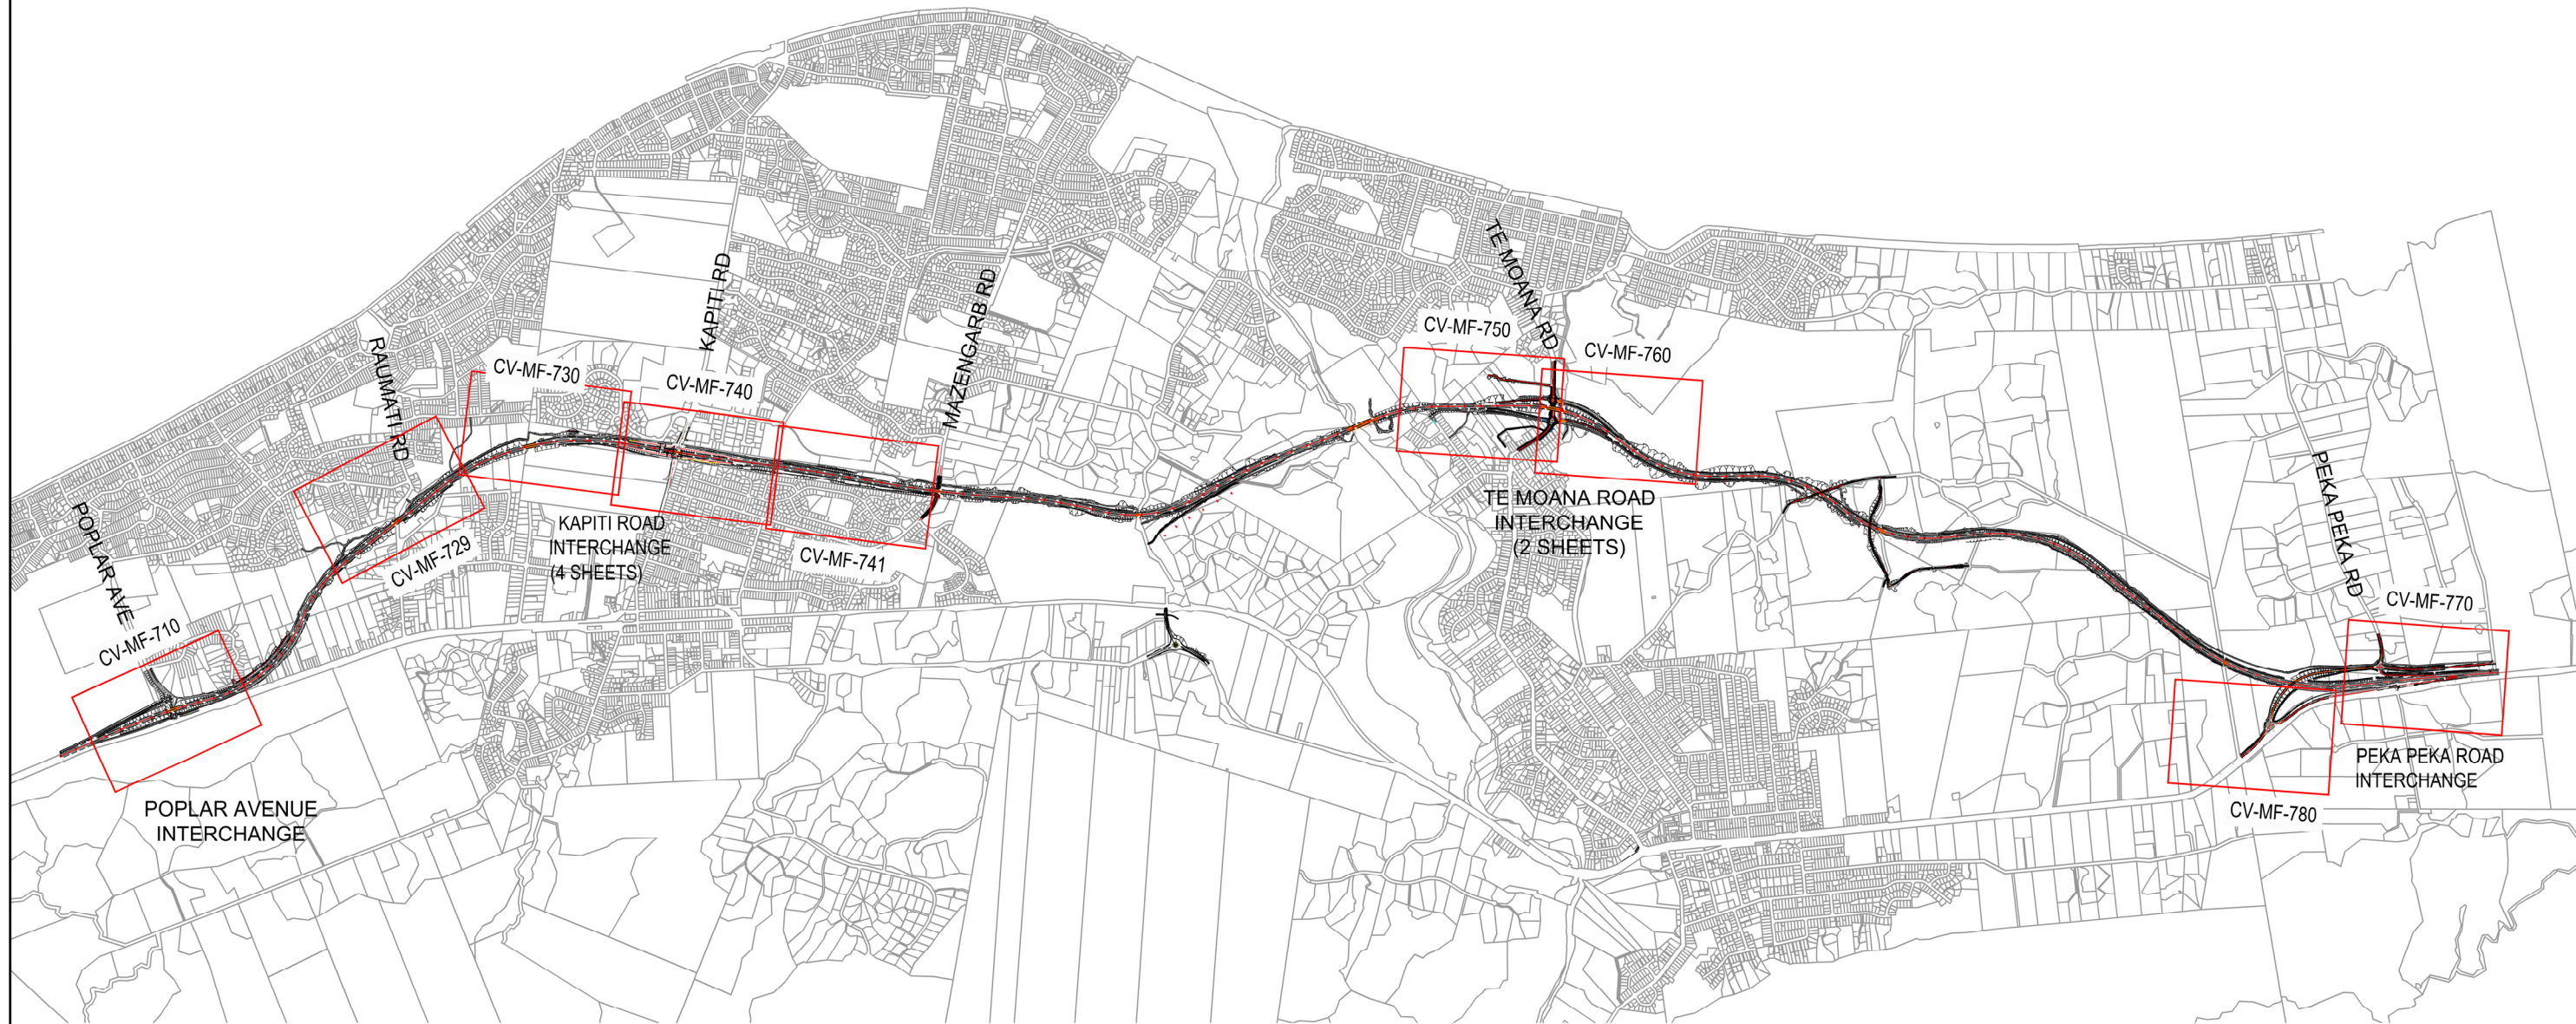 POPLAR AVE
CV-MF-710
POPLAR AVENUE
INTERCHANGE
RAUMATI RD
CV-MF-729
CV-MF-730
KAPITI RD
CV-MF-740
KAPITI ROAD
INTERCHANGE
(4 SHEETS)
CV-MF-741
MAZENGARB RD
CV-MF-750
TE MOANA RD
CV-MF-760
TE MOANA ROAD
INTERCHANGE
(2 SHEETS)
PEKA PEKA RD
CV-MF-770
PEKA PEKA ROAD
INTERCHANGE
CV-MF-780